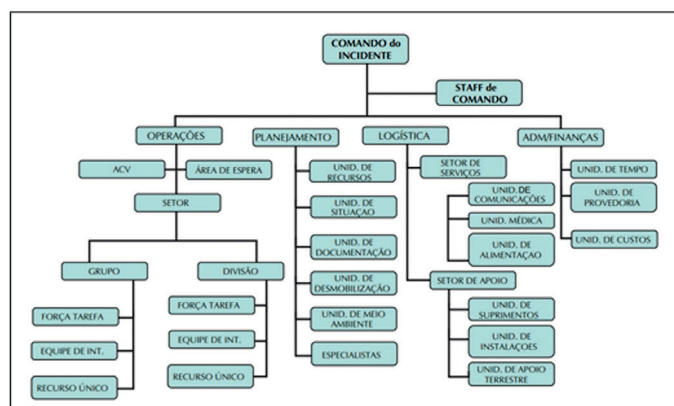 COMANDO do
INCIDENTE
STAFF de
COMANDO
OPERAÇÕES
PLANEJAMENTO
LOGÍSTICA
ADM/FINANÇAS
ACV
ÁREA DE ESPERA
SETOR
GRUPO
FORÇA TAREFA
EQUIPE DE INT.
RECURSO ÚNICO
DIVISÃO
FORÇA TAREFA
EQUIPE DE INT.
RECURSO ÚNICO
UNID. DE
RECURSOS
UNID. DE
SITUAÇAO
UNID. DE
DOCUMENTAÇÃO
UNID. DE
DESMOBILIZAÇÃO
UNID. DE MEIO
AMBIENTE
ESPECIALISTAS
SETOR DE
SERVIÇOS
UNID. DE
COMUNICAÇÕES
UNID. MÉDICA
UNID. DE
ALIMENTAÇAO
SETOR DE APOIO
UNID. DE
SUPRIMENTOS
UNID. DE
INSTALAÇOES
UNID. DE APOIO
TERRESTRE
UNID. DE TEMPO
UNID. DE
PROVEDORIA
UNID. DE CUSTOS